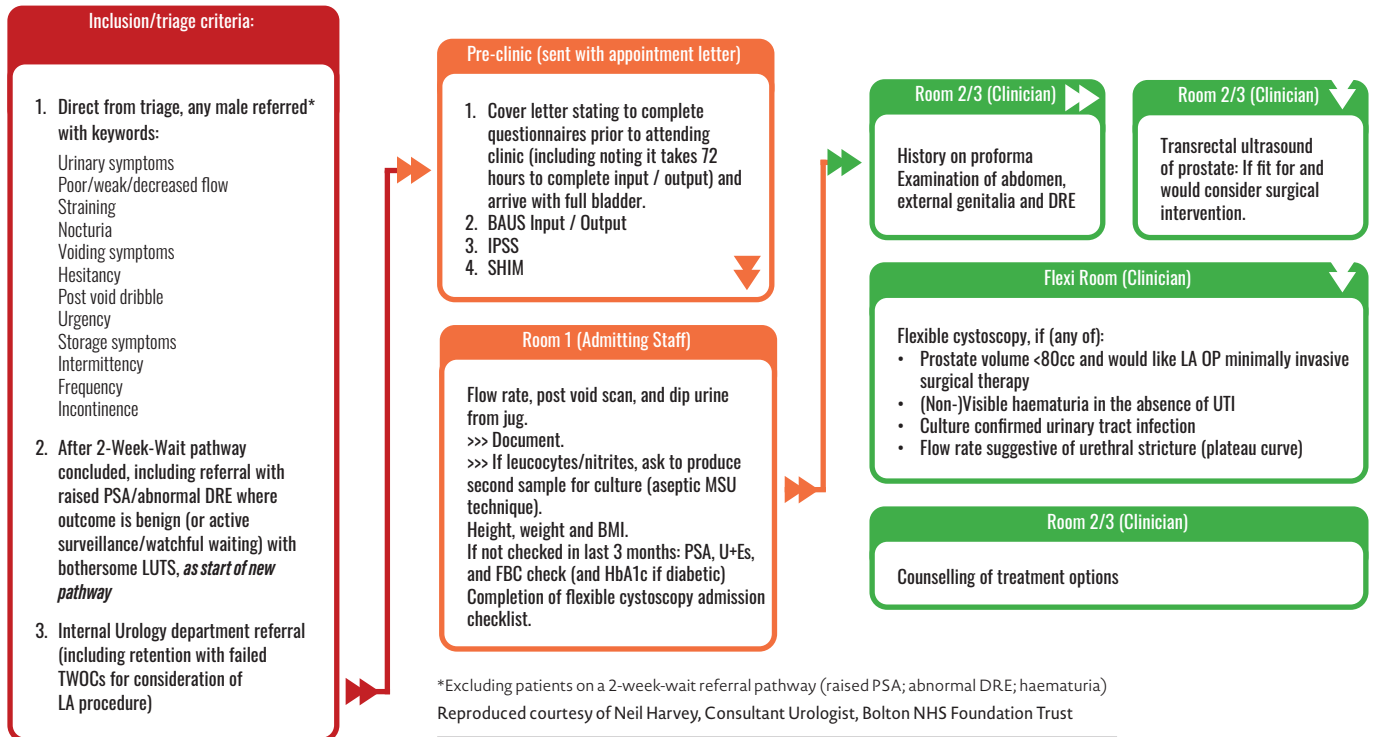 Inclusion/triage criteria:
1. Direct from triage, any male referred*
with keywords:
Urinary symptoms
Poor/weak/decreased flow
Straining
Nocturia
Voiding symptoms
Hesitancy
Post void dribble
Urgency
Storage symptoms
Intermittency
Frequency
Incontinence
2. After 2-Week-Wait pathway
concluded, including referral with
raised PSA/abnormal DRE where
outcome is benign (or active
surveillance/watchful waiting) with
bothersome LUTS, as start of new
pathway
3. Internal Urology department referral
(including retention with failed
TWOCs for consideration of
LA procedure)
Pre-clinic (sent with appointment letter)
1. Cover letter stating to complete
questionnaires prior to attending
clinic (including noting it takes 72
hours to complete input / output) and
arrive with full bladder.
2. BAUS Input / Output
3. IPSS
4. SHIM
Room 1 (Admitting Staff)
Flow rate, post void scan, and dip urine
from jug.
>>> Document.
>>> If leucocytes/nitrites, ask to produce
second sample for culture (aseptic MSU
technique).
Height, weight and BMI.
If not checked in last 3 months: PSA, U+Es,
and FBC check (and HbA1c if diabetic)
Completion of flexible cystoscopy admission
checklist.
Room 2/3 (Clinician)
History on proforma
Examination of abdomen,
external genitalia and DRE
Room 2/3 (Clinician)
Transrectal ultrasound
of prostate: If fit for and
would consider surgical
intervention.
Flexi Room (Clinician)
Flexible cystoscopy, if (any of):
• Prostate volume <80cc and would like LA OP minimally invasive
surgical therapy
• (Non-)Visible haematuria in the absence of UTI
• Culture confirmed urinary tract infection
• Flow rate suggestive of urethral stricture (plateau curve)
Room 2/3 (Clinician)
Counselling of treatment options
*Excluding patients on a 2-week-wait referral pathway (raised PSA; abnormal DRE; haematuria)
Reproduced courtesy of Neil Harvey, Consultant Urologist, Bolton NHS Foundation Trust